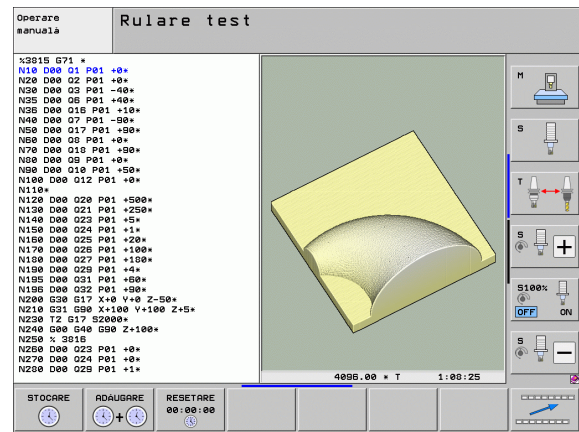 Operare
manuală
Rulare test
%3815 G71 *
N10 D00 Q1 P01 +0*
N20 D00 Q2 P01 +0*
N30 D00 Q3 P01 -40*
N35 D00 Q6 P01 +40*
N36 D00 Q16 P01 +10*
N40 D00 Q7 P01 -90*
N50 D00 Q17 P01 +90*
N60 D00 Q8 P01 +0*
N70 D00 Q18 P01 +90*
N80 D00 Q9 P01 +0*
N90 D00 Q10 P01 +50*
N100 D00 Q12 P01 +0*
N110*
N120 D00 Q20 P01 +500*
N130 D00 Q21 P01 +250*
N140 D00 Q23 P01 +5*
N150 D00 Q24 P01 +1*
N160 D00 Q25 P01 +20*
N170 D00 Q26 P01 +100*
N180 D00 Q27 P01 +180*
N190 D00 Q29 P01 +4*
N195 D00 Q31 P01 +60*
N196 D00 Q32 P01 +90*
N200 G30 G17 X+0 Y+0 Z-50*
N210 G31 G90 X+100 Y+100 Z+5*
N230 T2 G17 S2000*
N240 G00 G40 G90 Z+100*
N250 % 3816
N260 D00 Q23 P01 +0*
N270 D00 Q24 P01 +0*
N280 D00 Q29 P01 +1*
4096.00 * T 1:08:25
M
S
T
S
+
S100%
OFF ON
S
-
STOCARE
ADĂUGARE
+
RESETARE
00:00:00